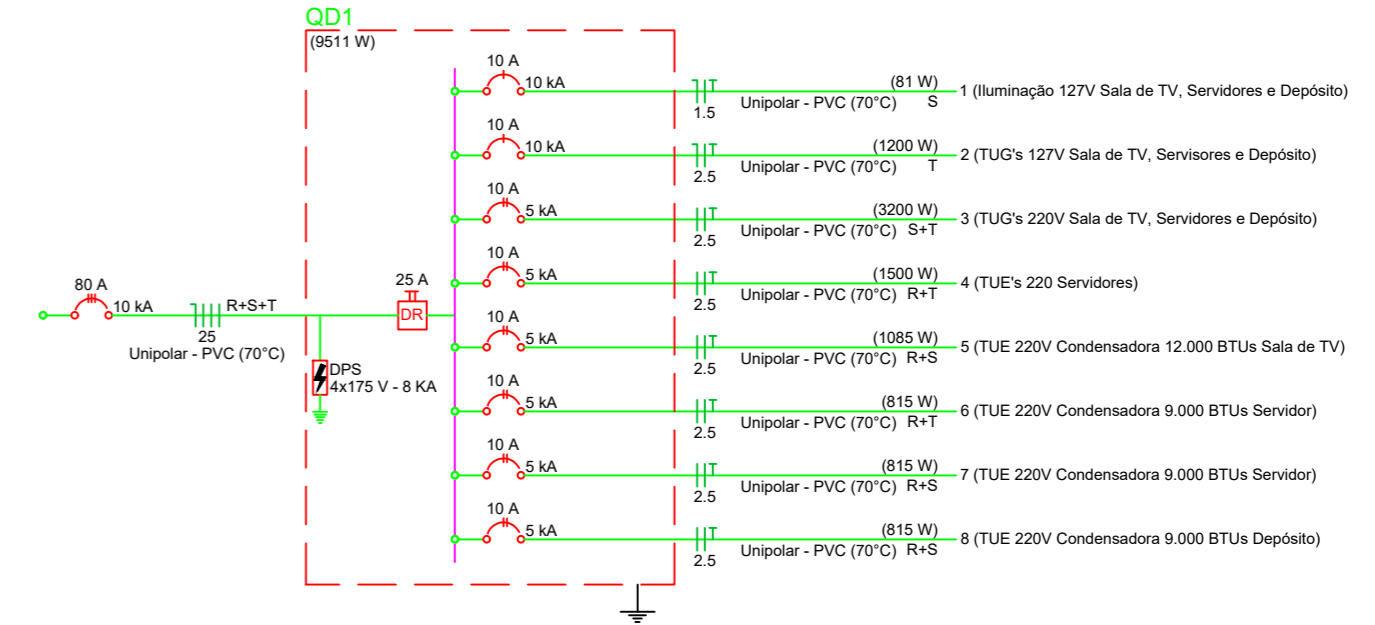 QD1
(9511 W)
10 A
10 kA
(81 W)
1.5
Unipolar - PVC (70°C)
S
1 (Iluminação 127V Sala de TV, Servidores e Depósito)
10 A
10 kA
(1200 W)
2.5
Unipolar - PVC (70°C)
T
2 (TUG's 127V Sala de TV, Servisores e Depósito)
10 A
5 kA
(3200 W)
2.5
Unipolar - PVC (70°C)
S+T
3 (TUG's 220V Sala de TV, Servidores e Depósito)
10 A
5 kA
(1500 W)
2.5
Unipolar - PVC (70°C)
R+T
4 (TUE's 220 Servidores)
80 A
10 kA
R+S+T
25
Unipolar - PVC (70°C)
25 A
DR
DPS
4x175 V - 8 KA
10 A
5 kA
(1085 W)
2.5
Unipolar - PVC (70°C)
R+S
5 (TUE 220V Condensadora 12.000 BTUs Sala de TV)
10 A
5 kA
(815 W)
2.5
Unipolar - PVC (70°C)
R+T
6 (TUE 220V Condensadora 9.000 BTUs Servidor)
10 A
5 kA
(815 W)
2.5
Unipolar - PVC (70°C)
R+S
7 (TUE 220V Condensadora 9.000 BTUs Servidor)
10 A
5 kA
(815 W)
2.5
Unipolar - PVC (70°C)
R+S
8 (TUE 220V Condensadora 9.000 BTUs Depósito)